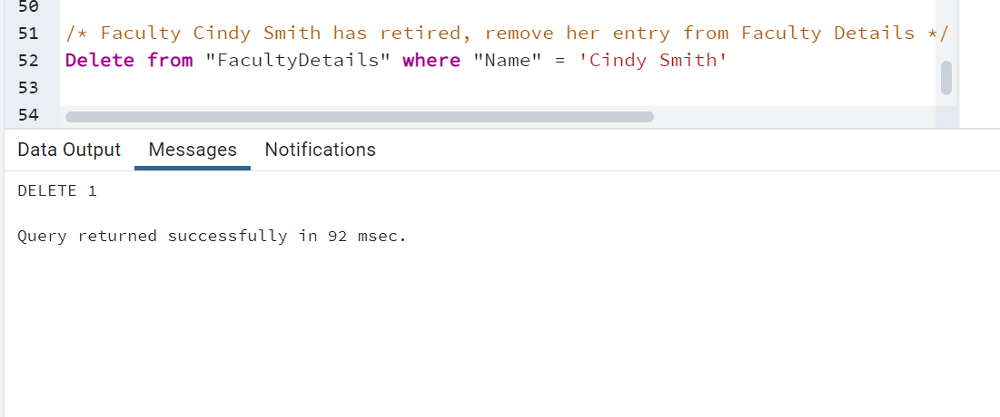 50
51 /* Faculty Cindy Smith has retired, remove her entry from Faculty Details */
52 Delete from "FacultyDetails" where "Name" = 'Cindy Smith'
53
54
Data Output Messages Notifications
DELETE 1
Query returned successfully in 92 msec.